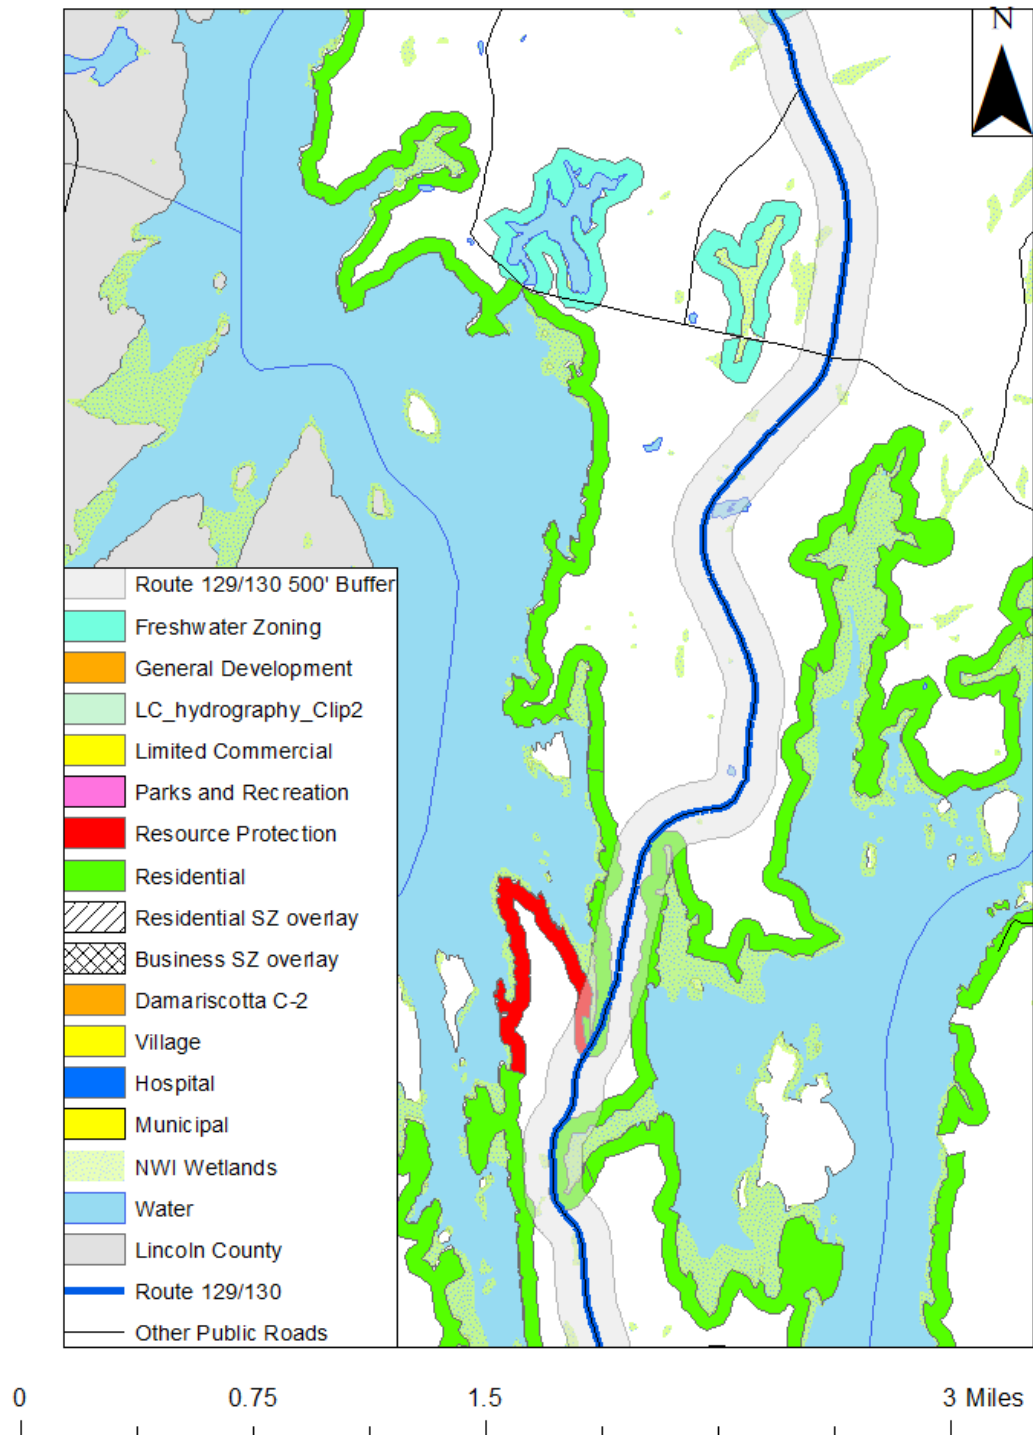 N
Route 129/130 500' Buffer
Freshwater Zoning
General Development
LC_hydrography_Clip2
Limited Commercial
Parks and Recreation
Resource Protection
Residential
Residential SZ overlay
Business SZ overlay
Damariscotta C-2
Village
Hospital
Municipal
NWI Wetlands
Water
Lincoln County
Route 129/130
Other Public Roads
0 0.75 1.5 3 Miles